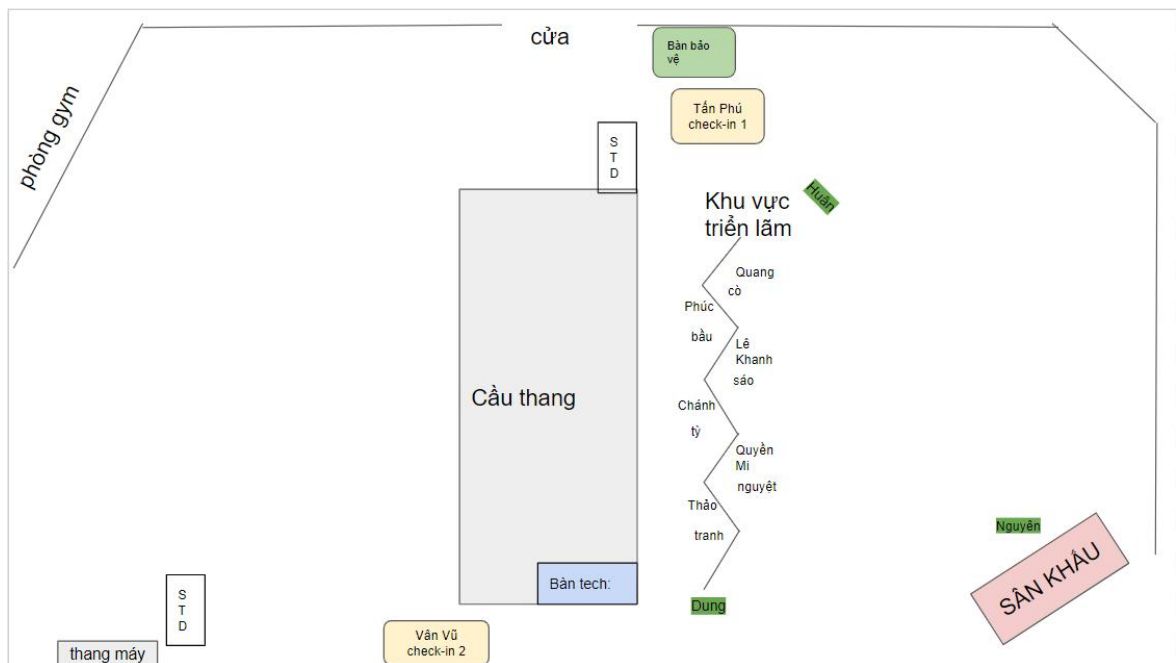 cửa
Bàn bảo
vệ
phòng gym
Tấn Phú
check-in 1
S
T
D
Huân
Khu vực
triển lãm
Quang
cò
Phúc
bầu
Lê
Khanh
sáo
Cầu thang
Chánh
tỳ
Quyền
Mi
nguyệt
Thảo
tranh
Nguyên
SÂN KHẤU
Bàn tech:
Dung
S
T
D
Vân Vũ
check-in 2
thang máy